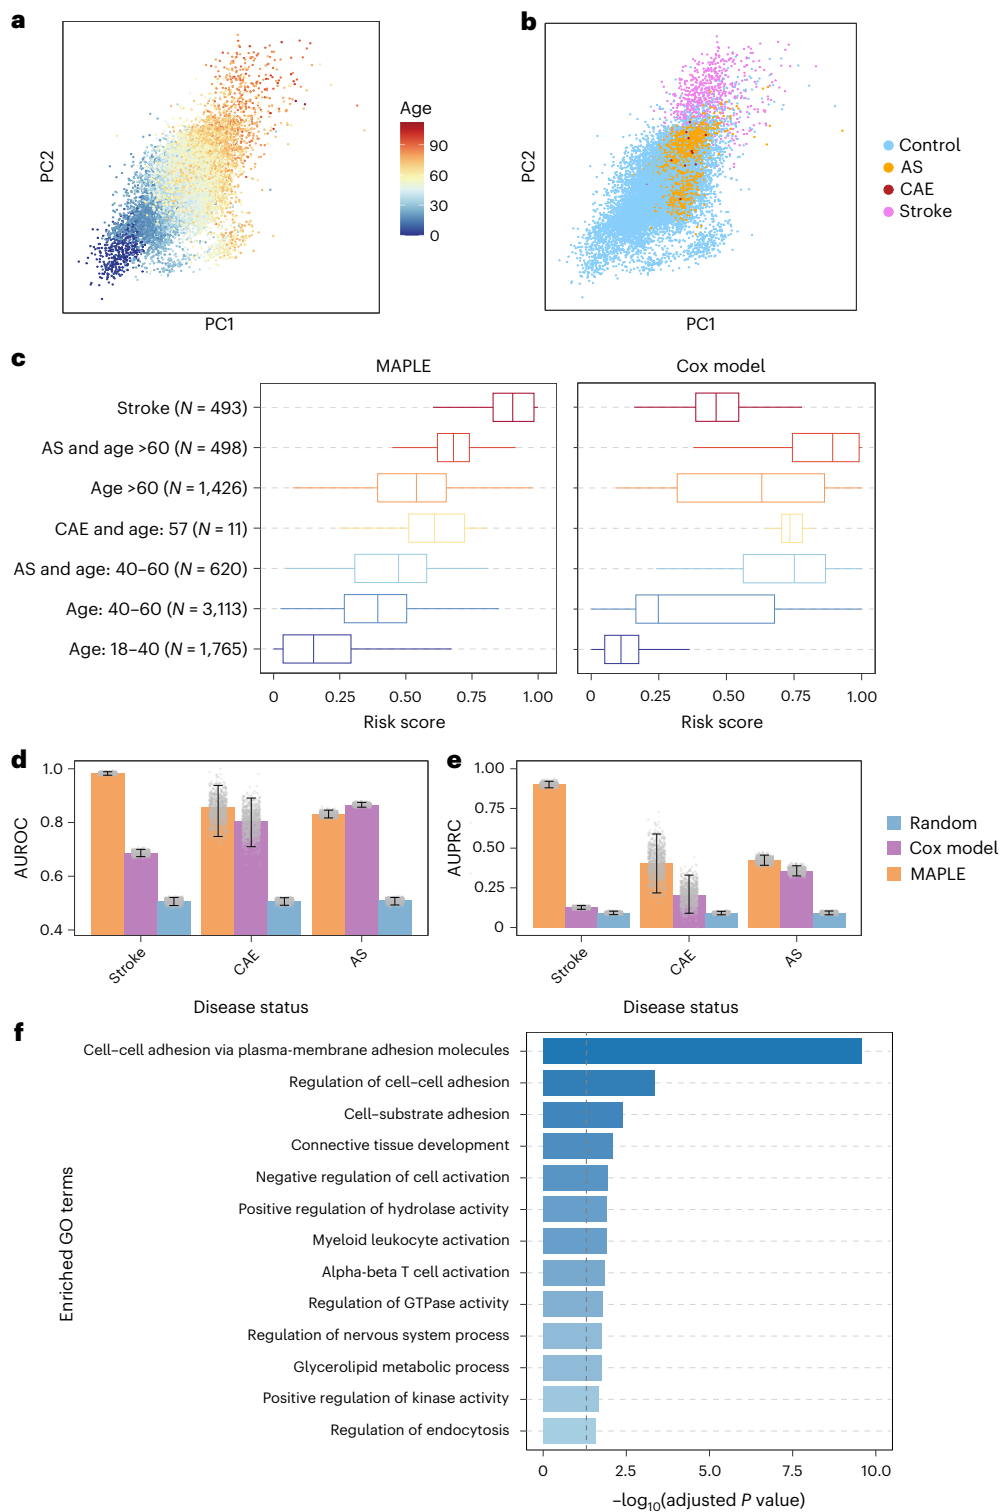 a
PC2
PC1
Age
90
60
30
0
b
PC2
PC1
Control
AS
CAE
Stroke
c
MAPLE
Cox model
Stroke (N = 493)
AS and age >60 (N = 498)
Age >60 (N = 1,426)
CAE and age: 57 (N = 11)
AS and age: 40–60 (N = 620)
Age: 40–60 (N = 3,113)
Age: 18–40 (N = 1,765)
0 0.25 0.50 0.75 1.00
Risk score
0 0.25 0.50 0.75 1.00
Risk score
d
AUROC
1.0
0.8
0.6
0.4
Stroke
CAE
AS
Disease status
e
AUPRC
1.00
0.75
0.50
0.25
0
Stroke
CAE
AS
Disease status
Random
Cox model
MAPLE
f
Enriched GO terms
Cell–cell adhesion via plasma-membrane adhesion molecules
Regulation of cell–cell adhesion
Cell–substrate adhesion
Connective tissue development
Negative regulation of cell activation
Positive regulation of hydrolase activity
Myeloid leukocyte activation
Alpha-beta T cell activation
Regulation of GTPase activity
Regulation of nervous system process
Glycerolipid metabolic process
Positive regulation of kinase activity
Regulation of endocytosis
0 2.5 5.0 7.5 10.0
–log10(adjusted P value)